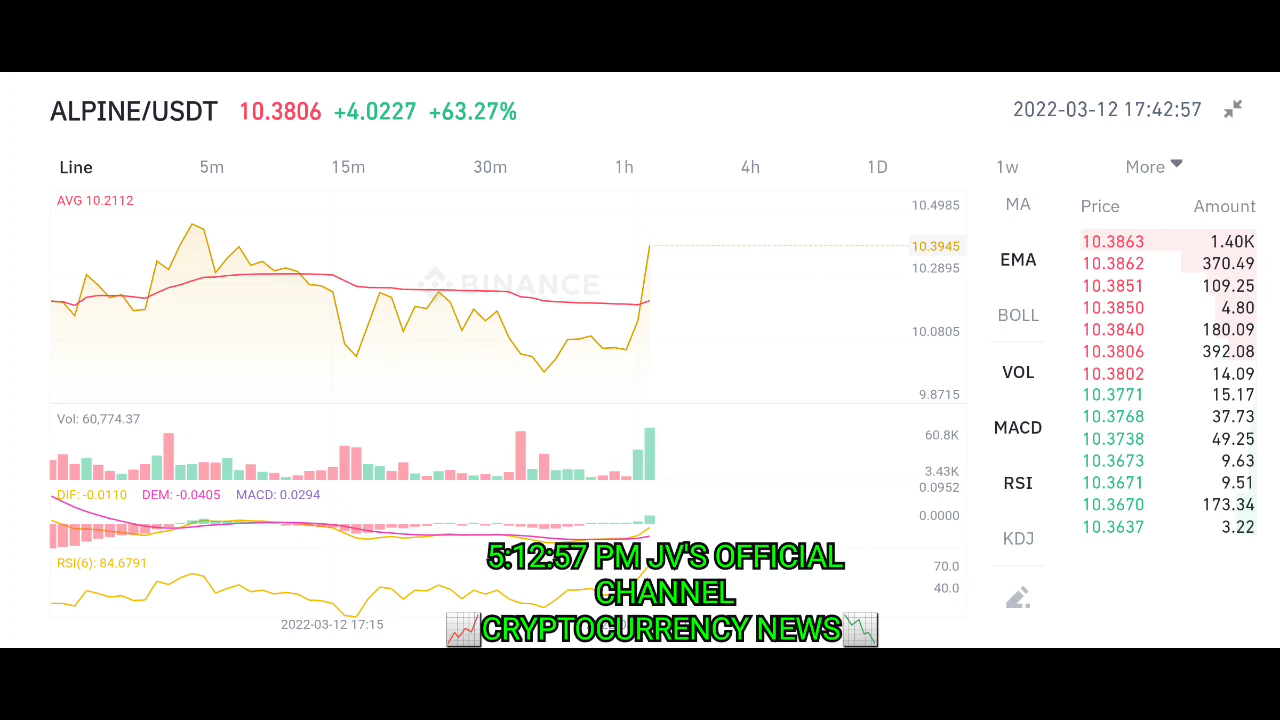 ALPINE/USDT 10.3806 +4.0227 +63.27% 2022-03-12 17:42:57
Line 5m 15m 30m 1h 4h 1D 1w More
AVG 10.2112
10.4985
10.3945
10.2895
10.0805
9.8715
BINANCE
Vol: 60,774.37
60.8K
3.43K
DIF: -0.0110 DEM: -0.0405 MACD: 0.0294
0.0952
0.0000
RSI(6): 84.6791
70.0
40.0
2022-03-12 17:15
MA
EMA
BOLL
VOL
MACD
RSI
KDJ
Price Amount
10.3863 1.40K
10.3862 370.49
10.3851 109.25
10.3850 4.80
10.3840 180.09
10.3806 392.08
10.3802 14.09
10.3771 15.17
10.3768 37.73
10.3738 49.25
10.3673 9.63
10.3671 9.51
10.3670 173.34
10.3637 3.22
5:12:57 PM JV'S OFFICIAL
CHANNEL
CRYPTOCURRENCY NEWS